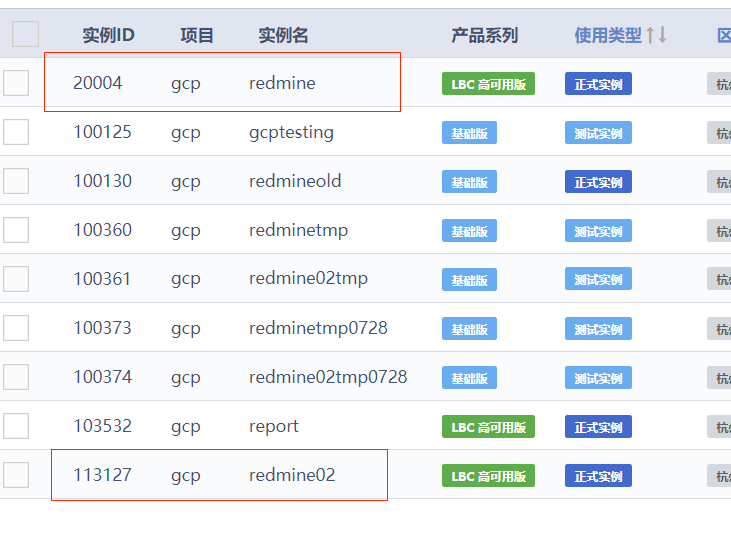 实例ID 项目 实例名 产品系列 使用类型
20004 gcp redmine LBC 高可用版 正式实例
100125 gcp gcptesting 基础版 测试实例
100130 gcp redmineold 基础版 正式实例
100360 gcp redminetmp 基础版 测试实例
100361 gcp redmine02tmp 基础版 测试实例
100373 gcp redminetmp0728 基础版 测试实例
100374 gcp redmine02tmp0728 基础版 测试实例
103532 gcp report LBC 高可用版 正式实例
113127 gcp redmine02 LBC 高可用版 正式实例